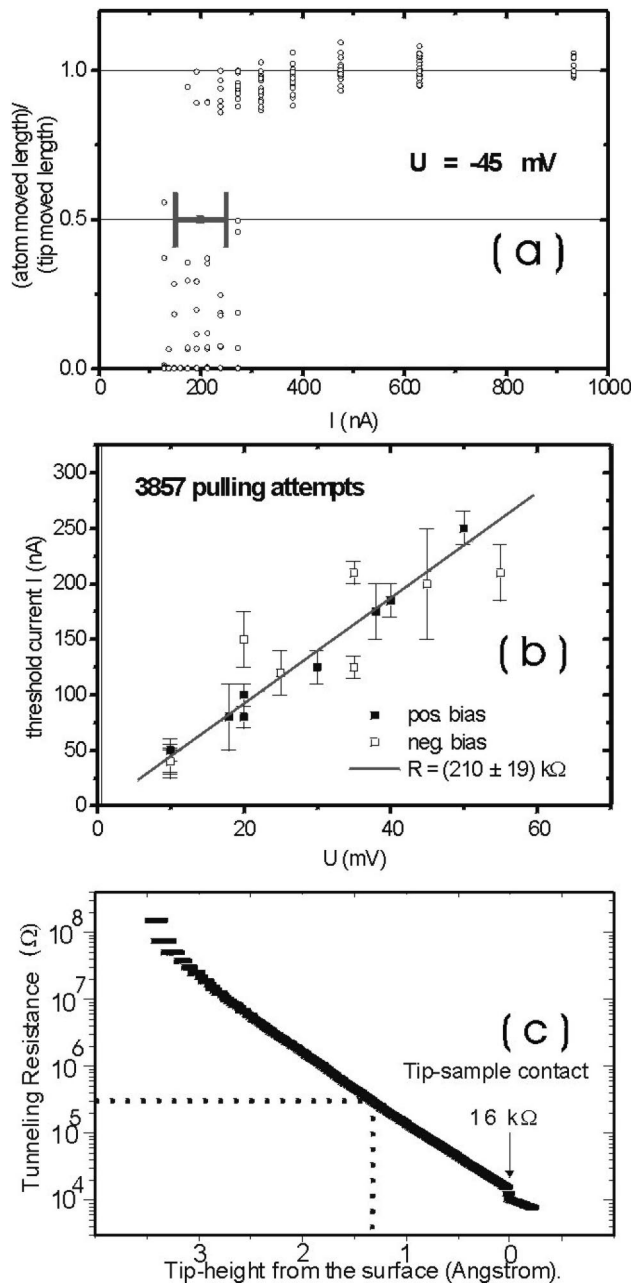 (atom moved length)/
(tip moved length)
1.0
0.5
0.0
U = -45 mV
(a)
0 200 400 600 800 1000
I (nA)
threshold current I (nA)
300
250
200
150
100
50
0
3857 pulling attempts
(b)
pos. bias
neg. bias
R = (210 ± 19) kΩ
0 20 40 60
U (mV)
Tunneling Resistance (Ω)
10^8
10^7
10^6
10^5
10^4
(c)
Tip-sample contact
16 kΩ
3 2 1 0
Tip-height from the surface (Angstrom).